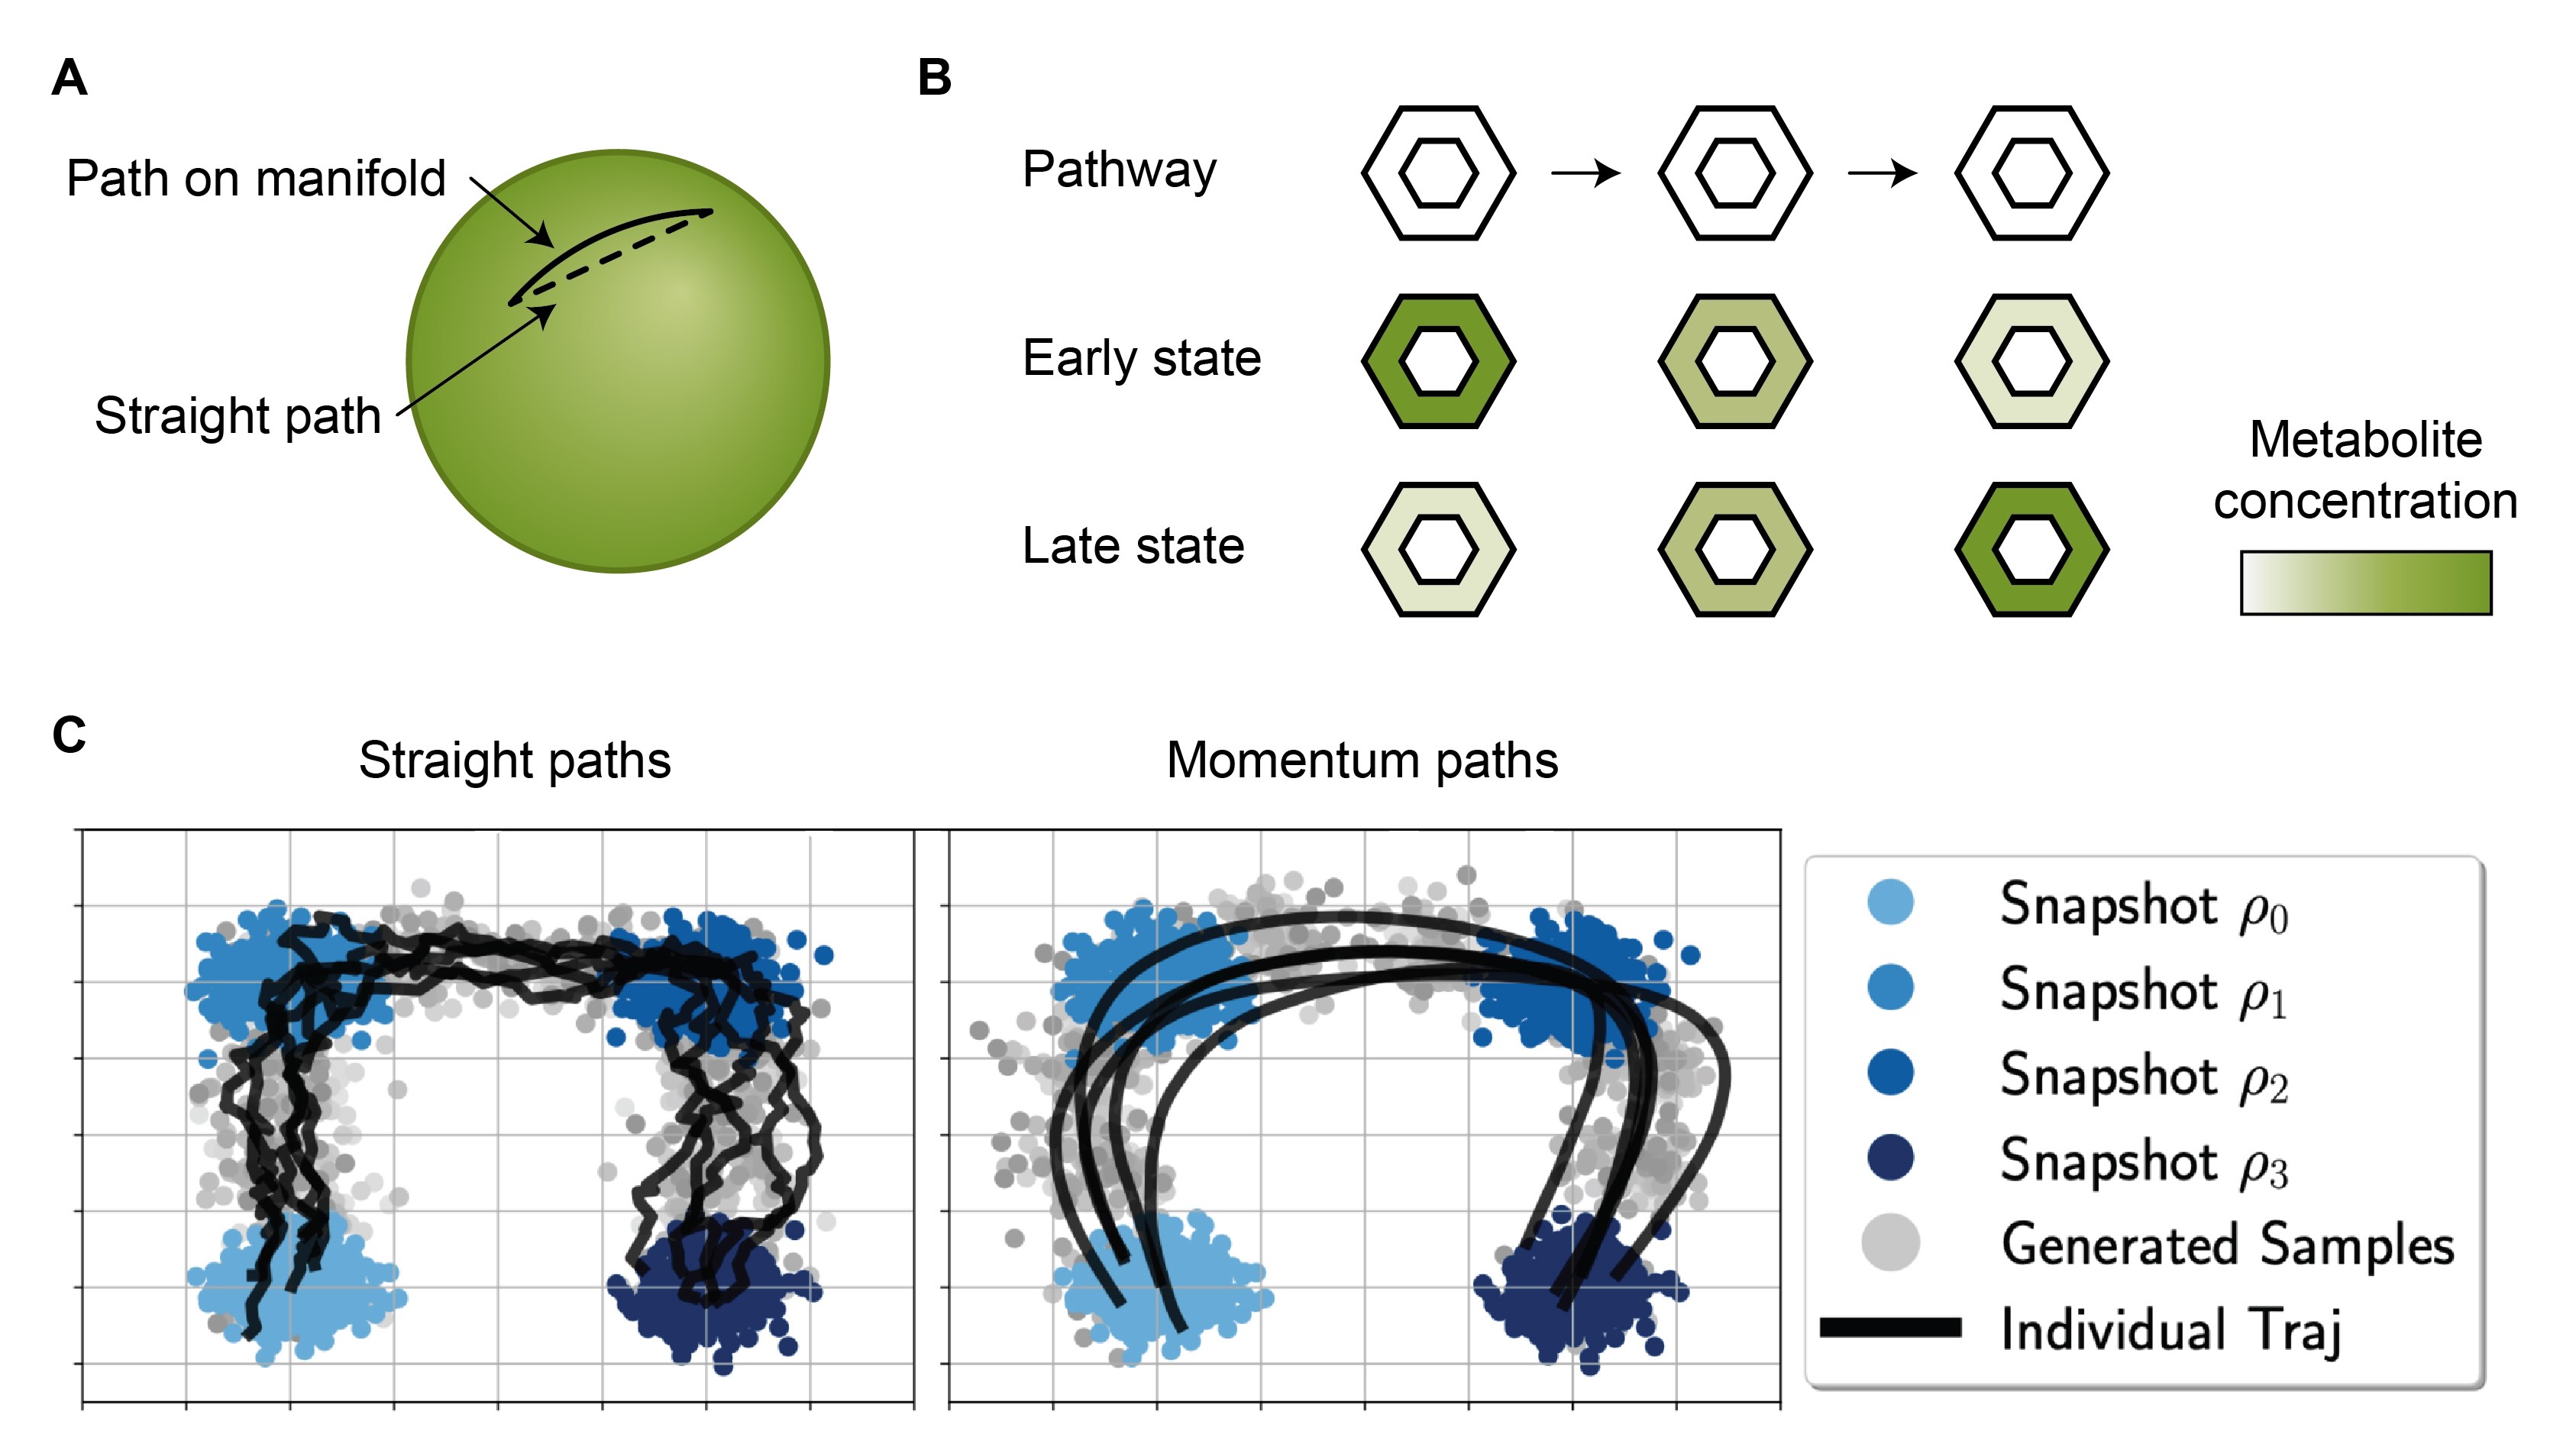 A
Path on manifold
Straight path
B
Pathway
Early state
Late state
Metabolite
concentration
C
Straight paths
Momentum paths
Snapshot ρ₀
Snapshot ρ₁
Snapshot ρ₂
Snapshot ρ₃
Generated Samples
Individual Traj